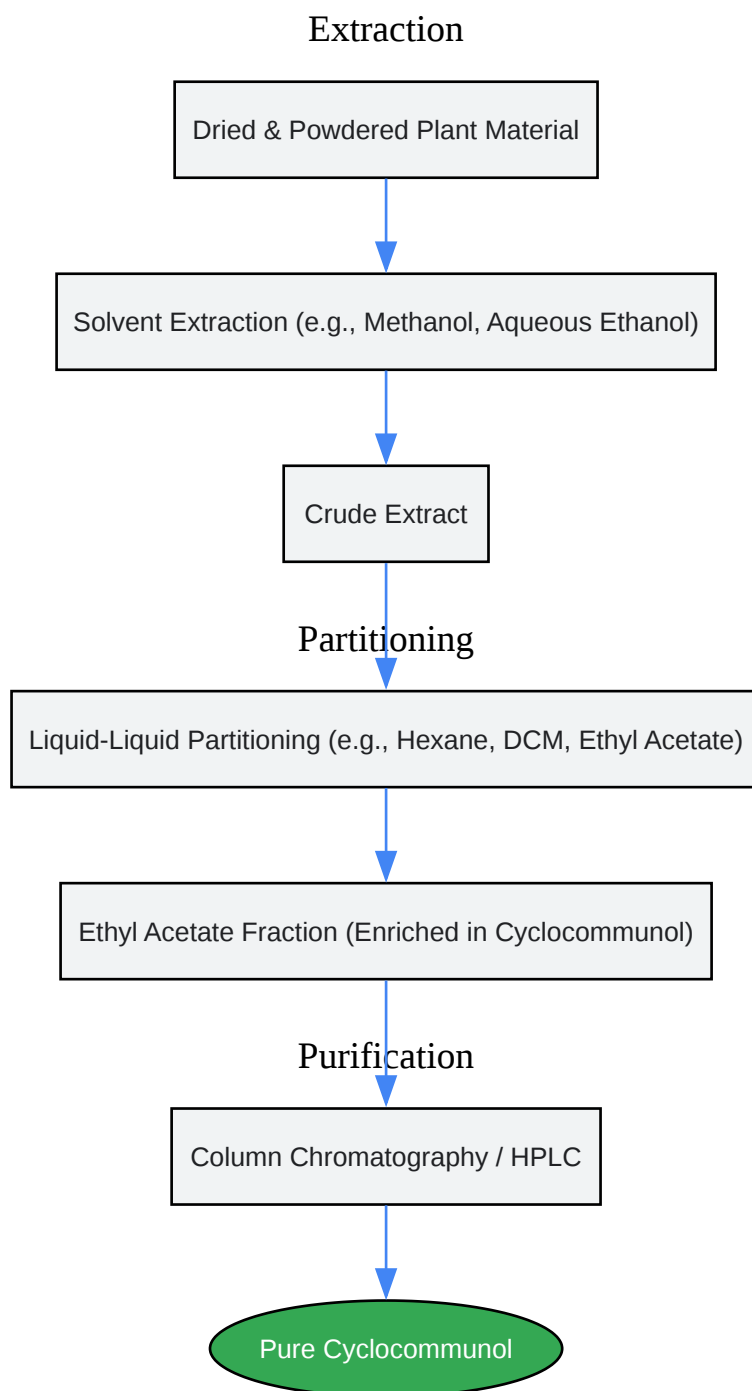 Extraction
Dried & Powdered Plant Material
Solvent Extraction (e.g., Methanol, Aqueous Ethanol)
Crude Extract
Partitioning
Liquid-Liquid Partitioning (e.g., Hexane, DCM, Ethyl Acetate)
Ethyl Acetate Fraction (Enriched in Cyclocommunol)
Purification
Column Chromatography / HPLC
Pure Cyclocommunol